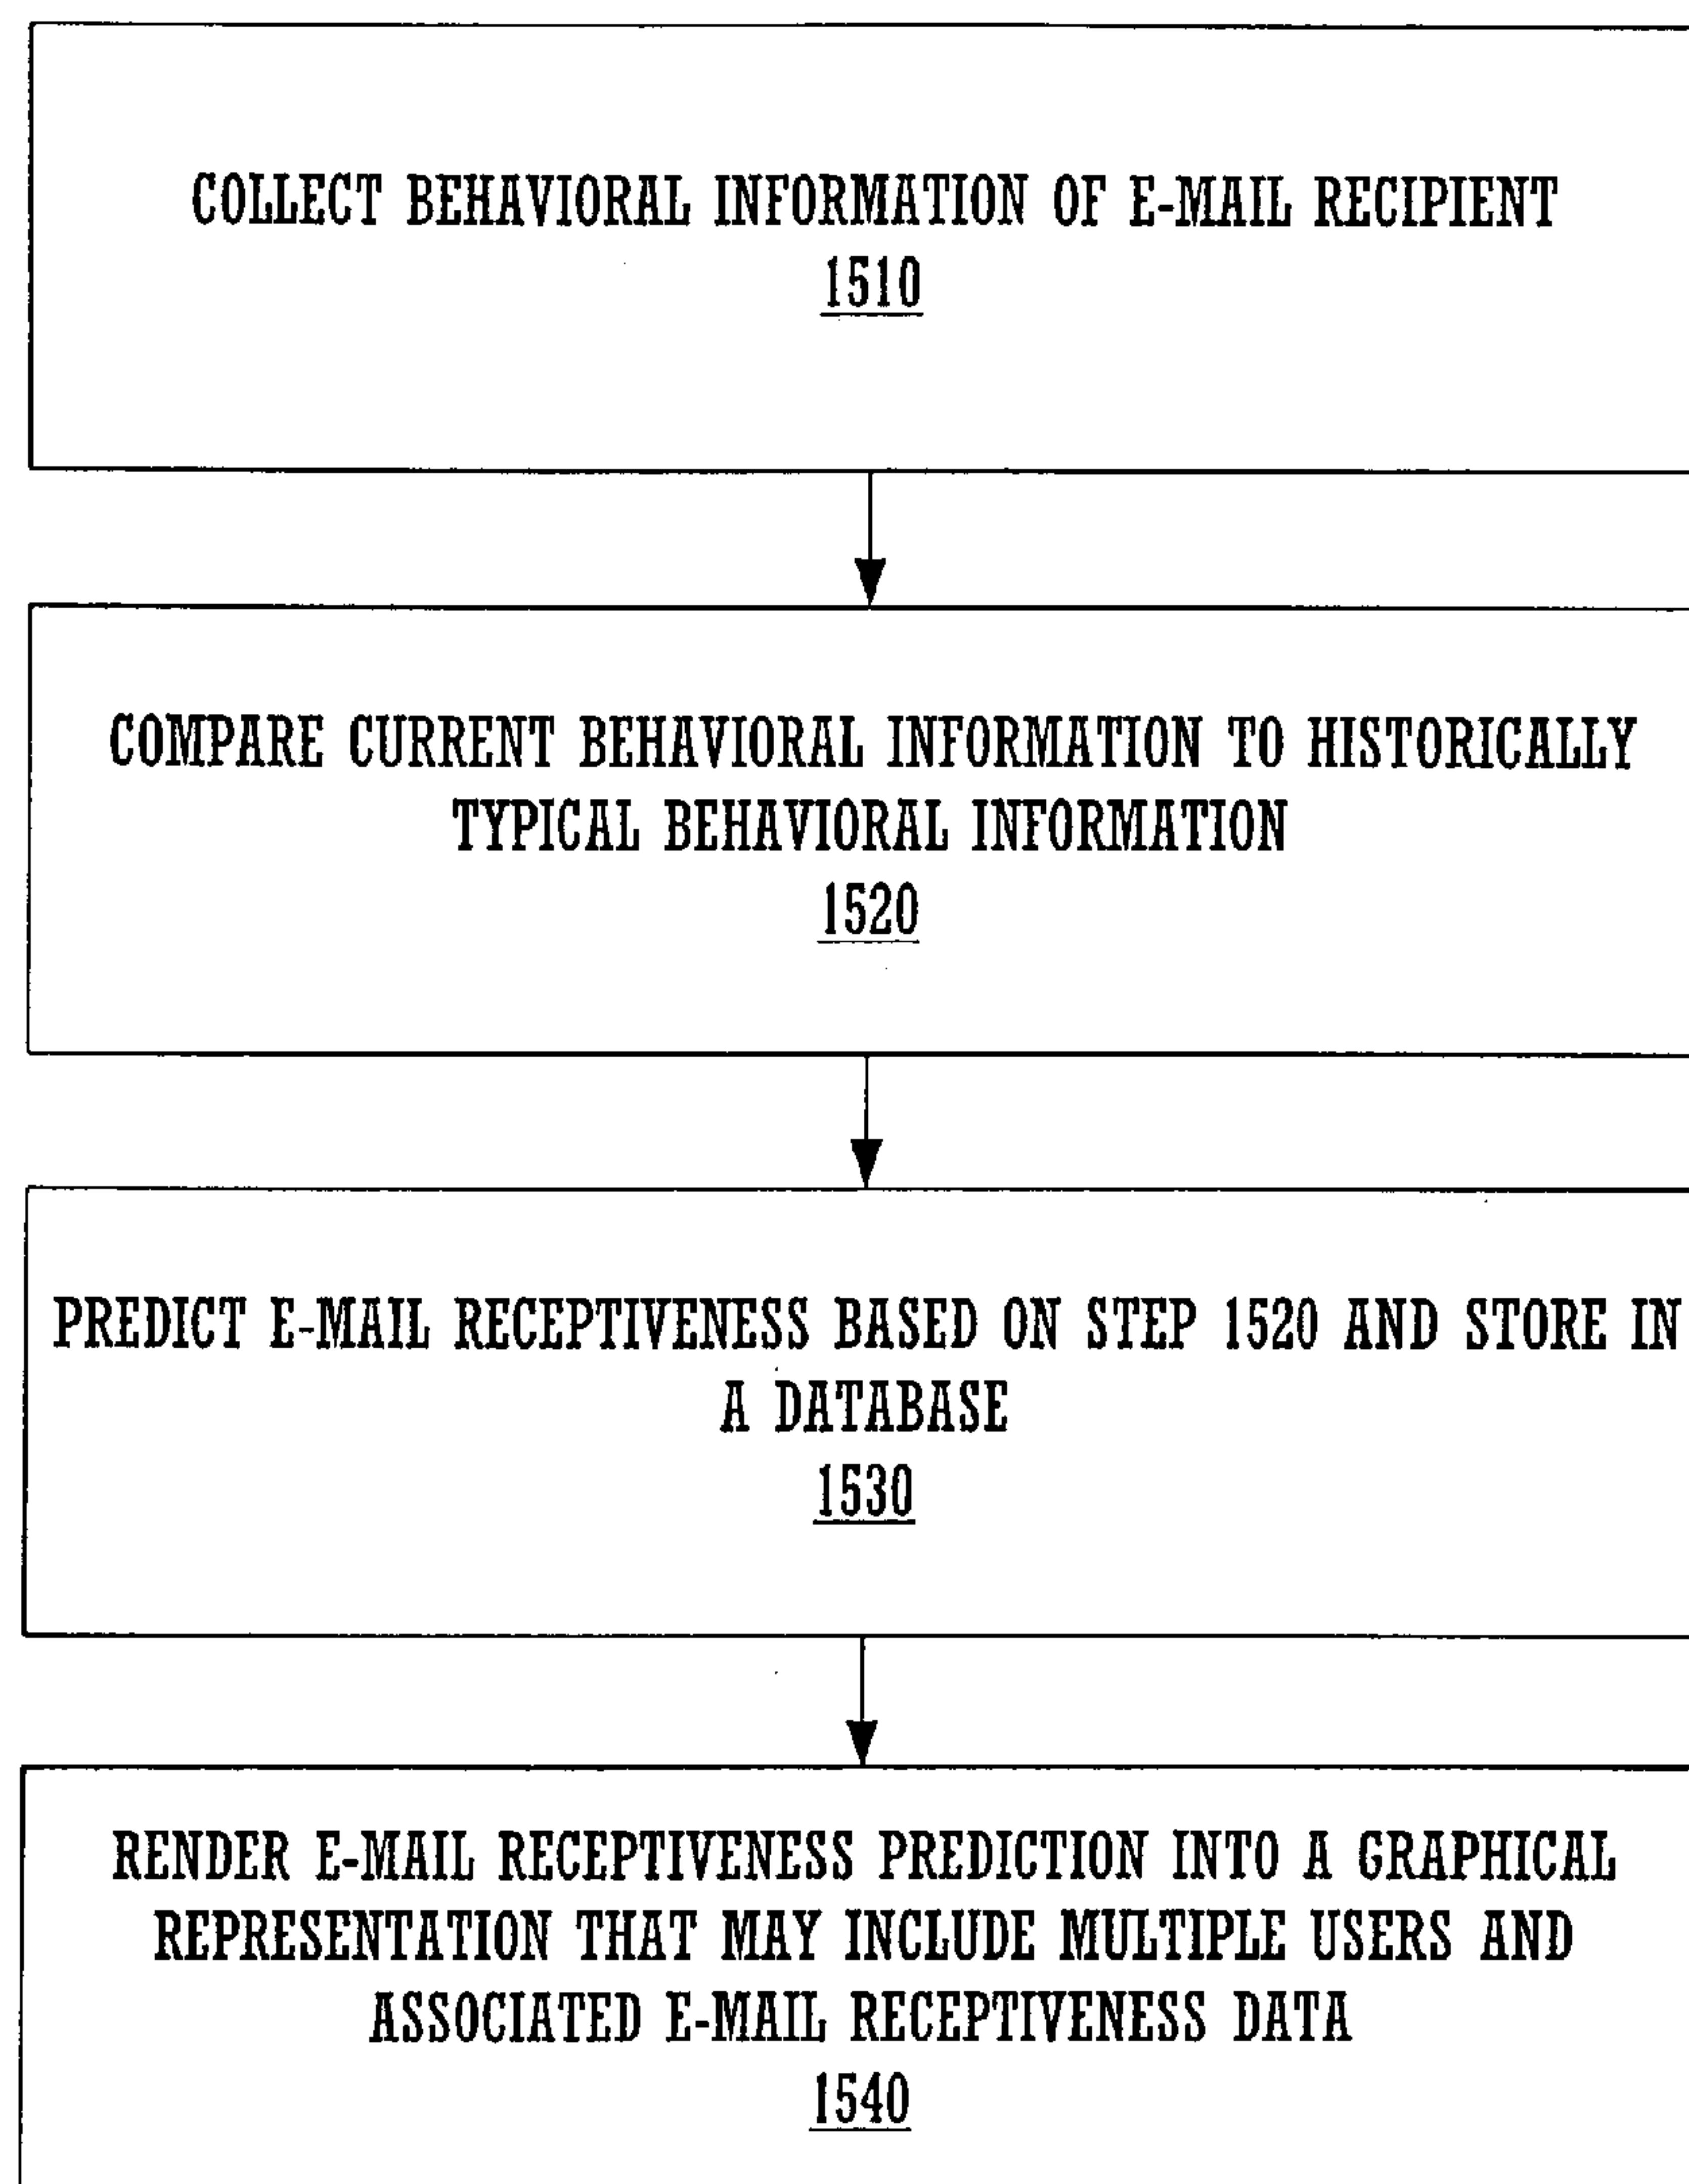 COLLECT BEHAVIORAL INFORMATION OF E-MAIL RECIPIENT
1510
COMPARE CURRENT BEHAVIORAL INFORMATION TO HISTORICALLY
TYPICAL BEHAVIORAL INFORMATION
1520
PREDICT E-MAIL RECEPTIVENESS BASED ON STEP 1520 AND STORE IN
A DATABASE
1530
RENDER E-MAIL RECEPTIVENESS PREDICTION INTO A GRAPHICAL
REPRESENTATION THAT MAY INCLUDE MULTIPLE USERS AND
ASSOCIATED E-MAIL RECEPTIVENESS DATA
1540